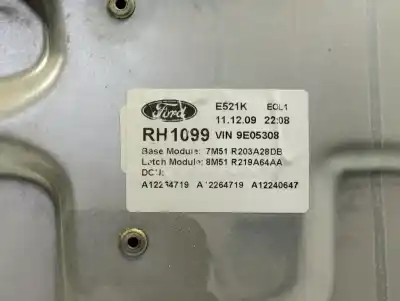 Ford E521K EOL1
11.12.09 22:08
RH1099 VIN 9E05308
Base Module: 7M51 R203A28DB
Latch Module: 8M51 R219A64AA
DCU:
A12264719 A12264719 A12240647